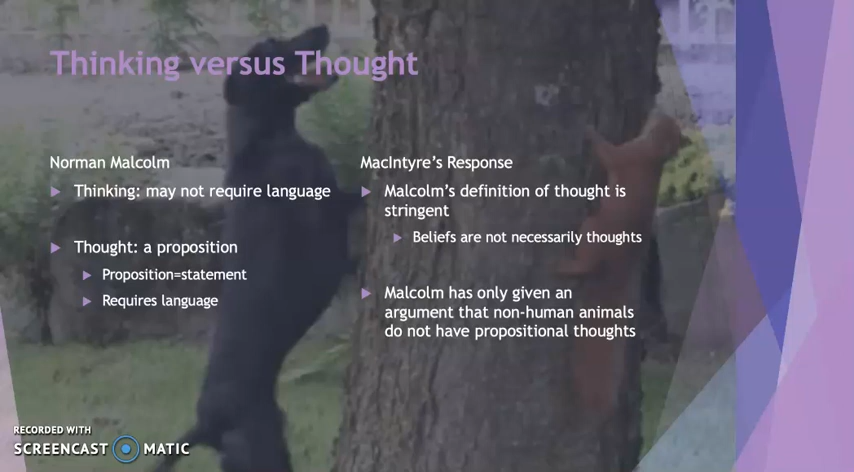 Thinking versus Thought
Norman Malcolm
Thinking: may not require language
Thought: a proposition
Proposition=statement
Requires language
MacIntyre's Response
Malcolm's definition of thought is
stringent
Beliefs are not necessarily thoughts
Malcolm has only given an
argument that non-human animals
do not have propositional thoughts
RECORDED WITH
SCREENCAST MATIC